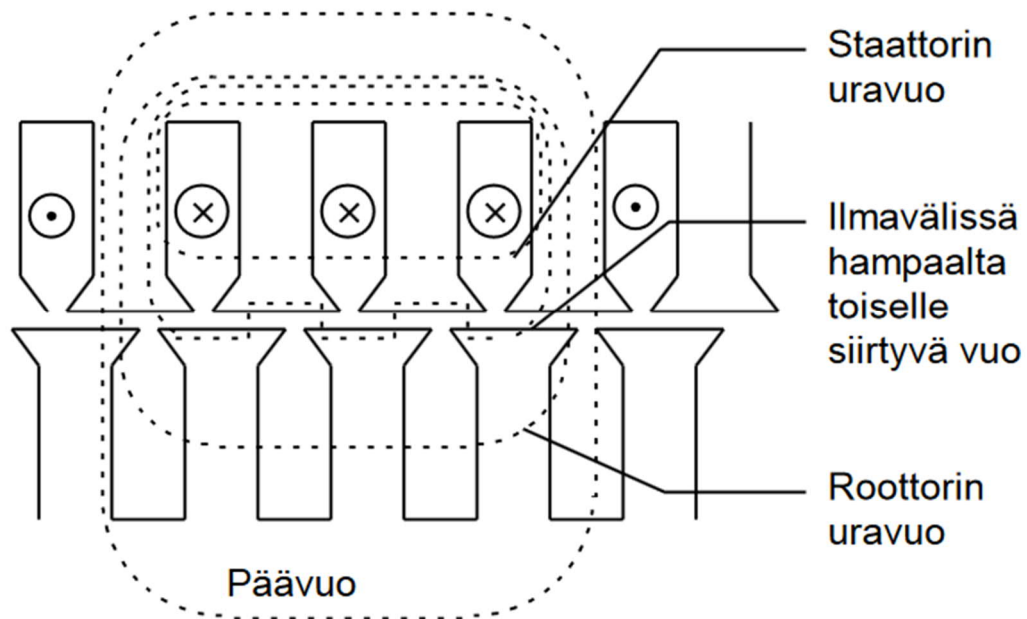 Staattorin
uravuo
Ilmavälissä
hampaalta
toiselle
siirtyvä vuo
Roottorin
uravuo
Päävuo